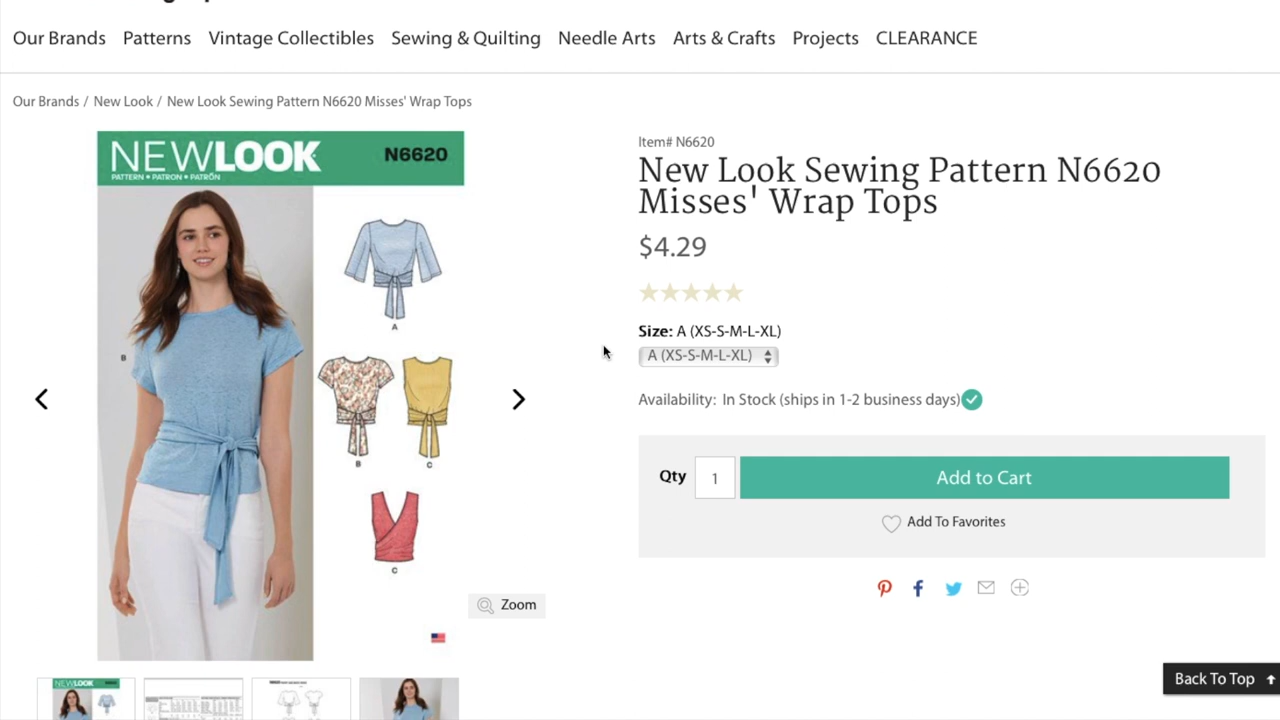 Our Brands Patterns Vintage Collectibles Sewing & Quilting Needle Arts Arts & Crafts Projects CLEARANCE
Our Brands / New Look / New Look Sewing Pattern N6620 Misses' Wrap Tops
NEWLOOK N6620
PATTERN • PATRON • PATRÓN
A
B
B
C
C
Zoom
Item# N6620
New Look Sewing Pattern N6620
Misses' Wrap Tops
$4.29
Size: A (XS-S-M-L-XL)
A (XS-S-M-L-XL)
Availability: In Stock (ships in 1-2 business days)
Qty 1 Add to Cart
Add To Favorites
Back To Top
NEWLOOK